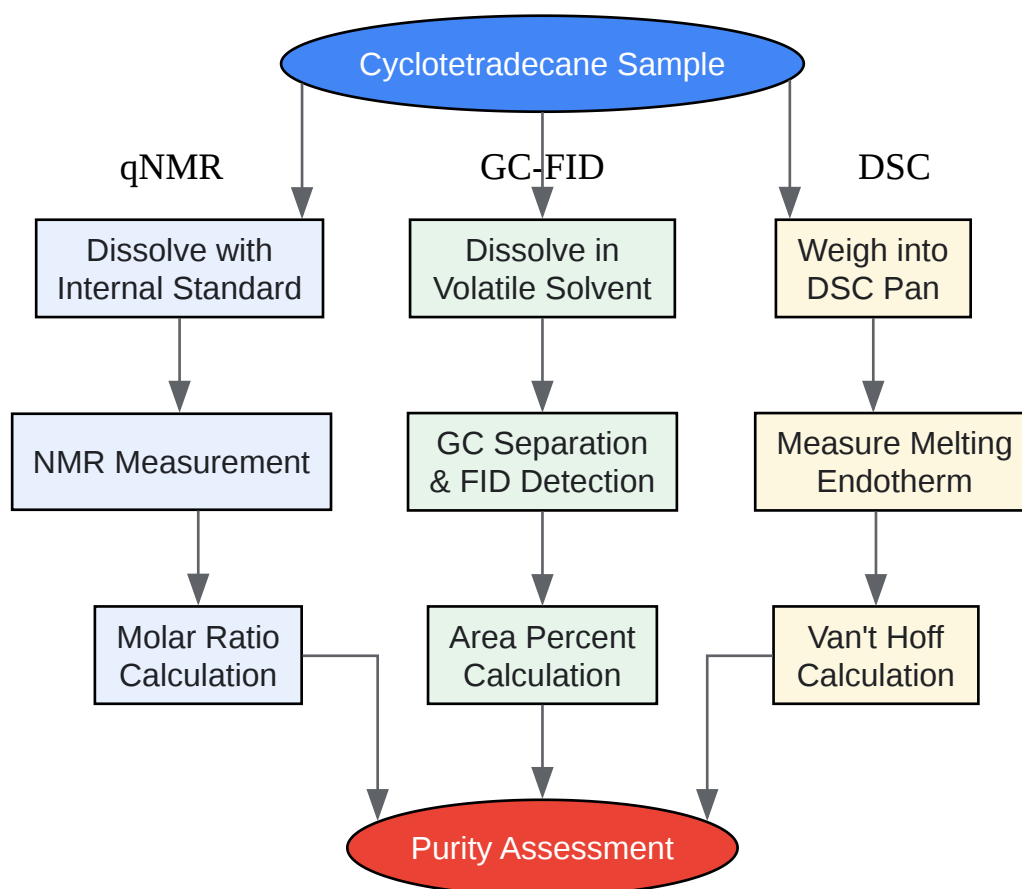 Cyclotetradecane Sample
qNMR
GC-FID
DSC
Dissolve with
Internal Standard
Dissolve in
Volatile Solvent
Weigh into
DSC Pan
NMR Measurement
GC Separation
& FID Detection
Measure Melting
Endotherm
Molar Ratio
Calculation
Area Percent
Calculation
Van't Hoff
Calculation
Purity Assessment